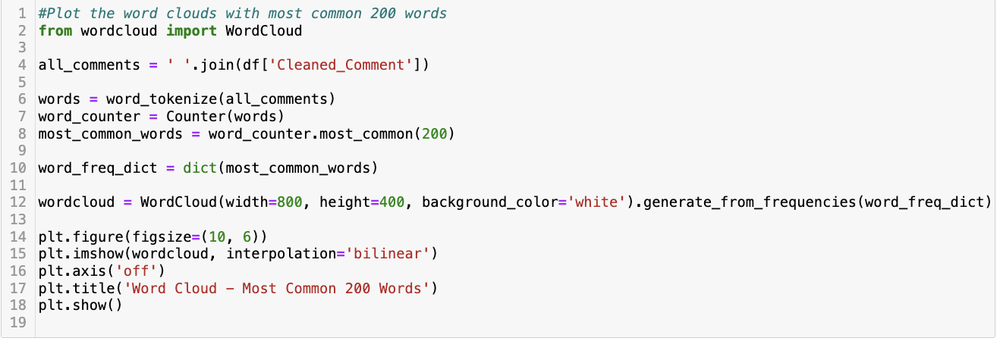 1 #Plot the word clouds with most common 200 words
2 from wordcloud import WordCloud
3
4 all_comments = ' '.join(df['Cleaned_Comment'])
5
6 words = word_tokenize(all_comments)
7 word_counter = Counter(words)
8 most_common_words = word_counter.most_common(200)
9
10 word_freq_dict = dict(most_common_words)
11
12 wordcloud = WordCloud(width=800, height=400, background_color='white').generate_from_frequencies(word_freq_dict)
13
14 plt.figure(figsize=(10, 6))
15 plt.imshow(wordcloud, interpolation='bilinear')
16 plt.axis('off')
17 plt.title('Word Cloud – Most Common 200 Words')
18 plt.show()
19